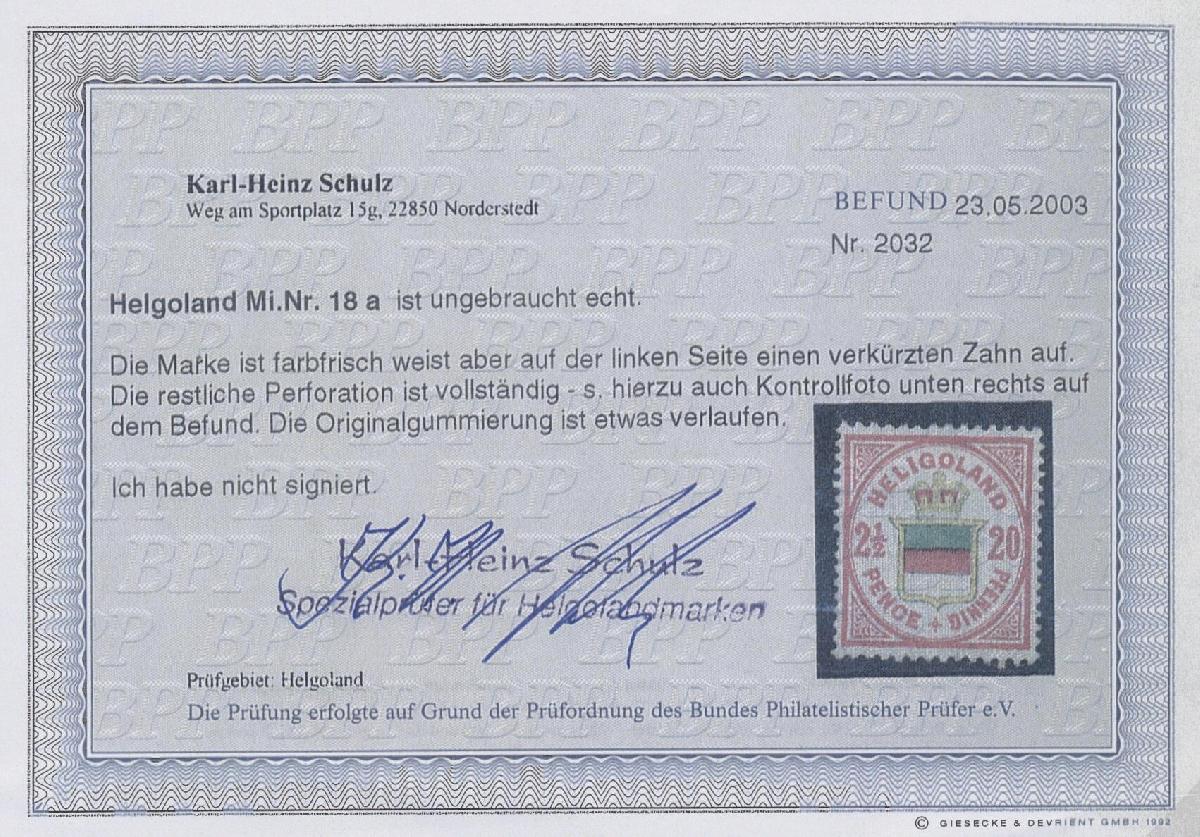 Karl-Heinz Schulz
Weg am Sportplatz 15g, 22850 Norderstedt
BEFUND 23.05.2003
Nr. 2032
Helgoland Mi.Nr. 18 a ist ungebraucht echt.
Die Marke ist farbfrisch weist aber auf der linken Seite einen verkürzten Zahn auf.
Die restliche Perforation ist vollständig - s. hierzu auch Kontrollfoto unten rechts auf
dem Befund. Die Originalgummierung ist etwas verlaufen.
Ich habe nicht signiert.
HELIGOLAND
2½ 20
PENCE + PFENNIG
Karl-Heinz Schulz
Spezialprüfer für Helgolandmarken
Prüfgebiet: Helgoland
Die Prüfung erfolgte auf Grund der Prüfordnung des Bundes Philatelistischer Prüfer e.V.
© GIESECKE & DEVRIENT GMBH 1992
BPP